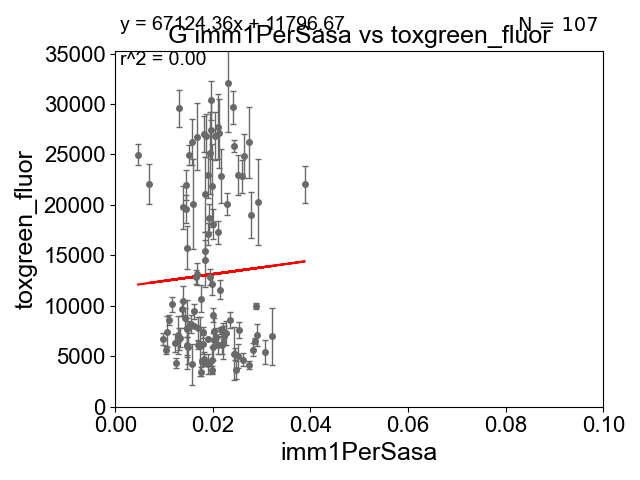 y = 67124.36x + 11796.67
N = 107
G imm1PerSasa vs toxgreen_fluor
r^2 = 0.00
35000
30000
25000
20000
15000
10000
5000
0
toxgreen_fluor
0.00 0.02 0.04 0.06 0.08 0.10
imm1PerSasa